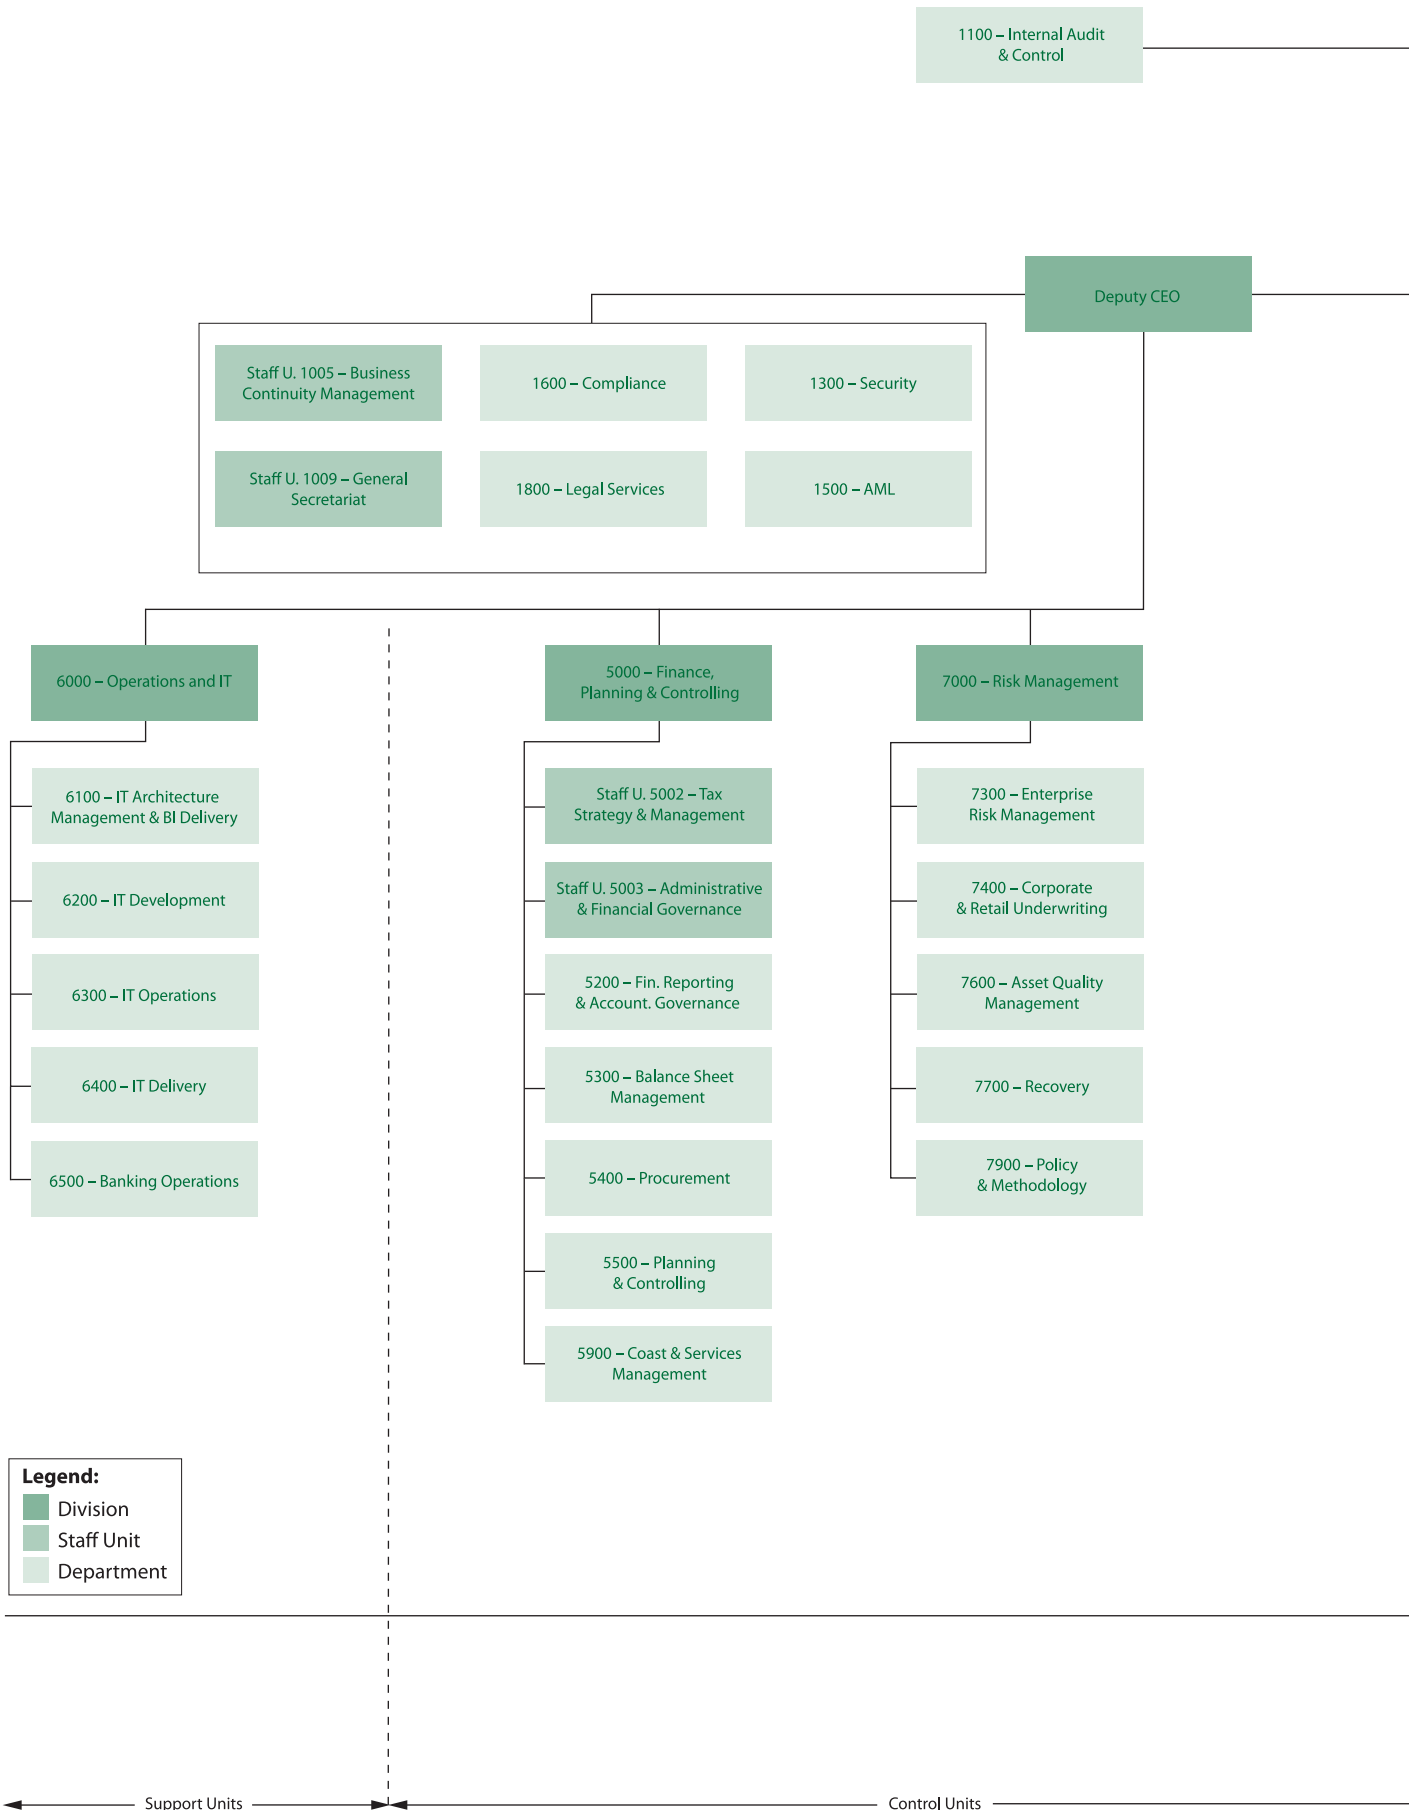 1100 – Internal Audit
& Control
Deputy CEO
Staff U. 1005 – Business
Continuity Management
1600 – Compliance
1300 – Security
Staff U. 1009 – General
Secretariat
1800 – Legal Services
1500 – AML
6000 – Operations and IT
5000 – Finance,
Planning & Controlling
7000 – Risk Management
6100 – IT Architecture
Management & BI Delivery
6200 – IT Development
6300 – IT Operations
6400 – IT Delivery
6500 – Banking Operations
Staff U. 5002 – Tax
Strategy & Management
Staff U. 5003 – Administrative
& Financial Governance
5200 – Fin. Reporting
& Account. Governance
5300 – Balance Sheet
Management
5400 – Procurement
5500 – Planning
& Controlling
5900 – Coast & Services
Management
7300 – Enterprise
Risk Management
7400 – Corporate
& Retail Underwriting
7600 – Asset Quality
Management
7700 – Recovery
7900 – Policy
& Methodology
Legend:
Division
Staff Unit
Department
Support Units
Control Units